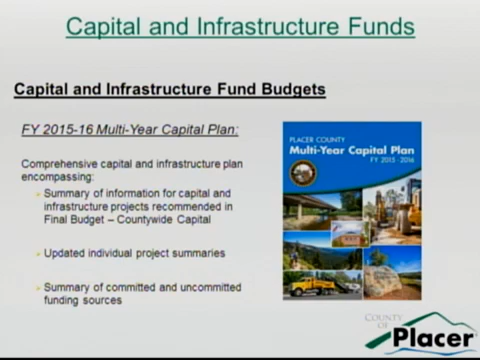 Capital and Infrastructure Funds
Capital and Infrastructure Fund Budgets
FY 2015-16 Multi-Year Capital Plan:
Comprehensive capital and infrastructure plan
encompassing:
Summary of information for capital and
infrastructure projects recommended in
Final Budget – Countywide Capital
Updated individual project summaries
Summary of committed and uncommitted
funding sources
PLACER COUNTY
Multi-Year Capital Plan
FY 2015 - 2016
COUNTY
OF
Placer